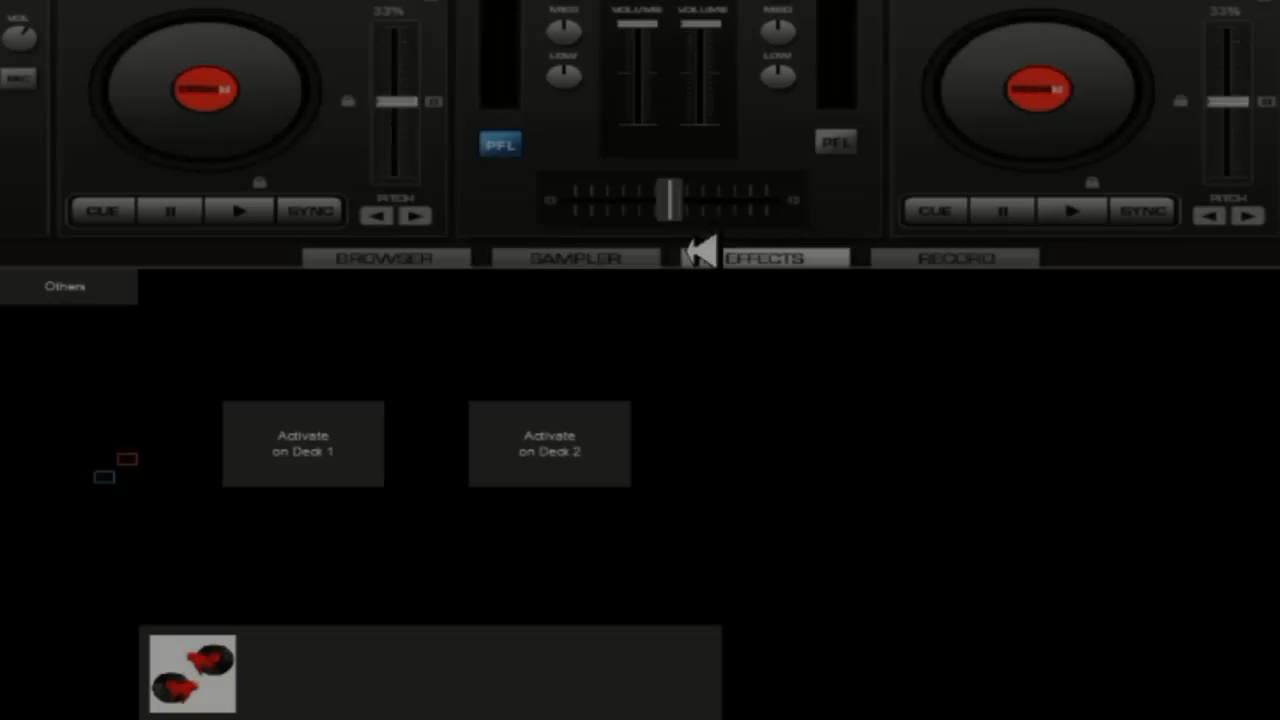 33%
VOL
MED
VOLUME VOLUME
MED
33%
LOW
LOW
REC
PFL
PFL
PITCH
PITCH
CUE
SYNC
CUE
SYNC
BROWSER
SAMPLER
EFFECTS
RECORD
Others
Activate
on Deck 1
Activate
on Deck 2